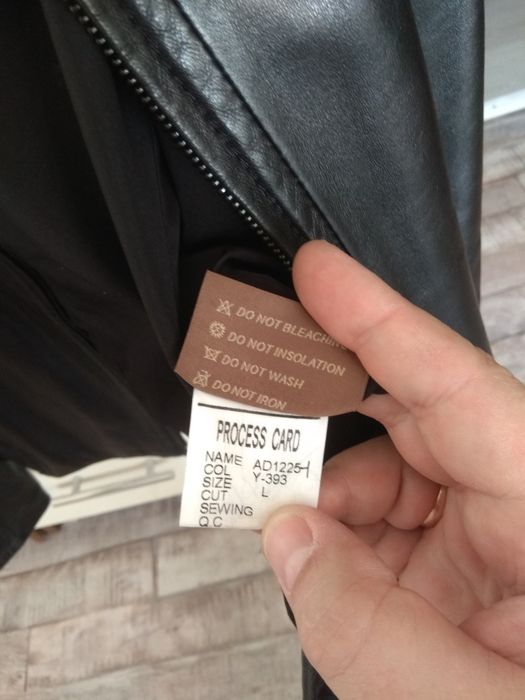 DO NOT BLEACHING
DO NOT INSOLATION
DO NOT WASH
DO NOT IRON
PROCESS CARD
NAME AD1225-1
COL Y-393
SIZE L
CUT
SEWING
Q C